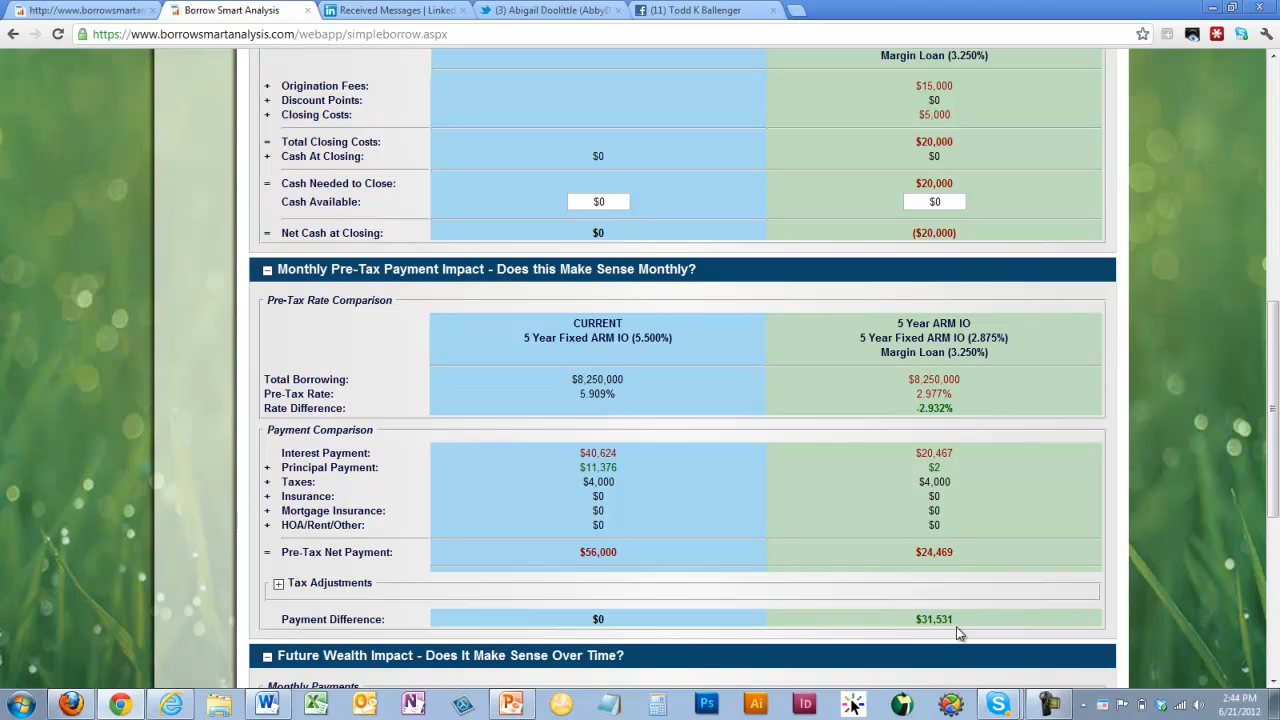 http://www.borrowsmartan
Borrow Smart Analysis
Received Messages | Linked
(3) Abigail Doolittle (AbbyD
(11) Todd K Ballenger
https://www.borrowsmartanalysis.com/webapp/simpleborrow.aspx
Margin Loan (3.250%)
+ Origination Fees: $15,000
+ Discount Points: $0
+ Closing Costs: $5,000
= Total Closing Costs: $20,000
+ Cash At Closing: $0 $0
= Cash Needed to Close: $20,000
Cash Available: $0 $0
= Net Cash at Closing: $0 ($20,000)
Monthly Pre-Tax Payment Impact - Does this Make Sense Monthly?
Pre-Tax Rate Comparison
CURRENT 5 Year ARM IO
5 Year Fixed ARM IO (5.500%) 5 Year Fixed ARM IO (2.875%)
Margin Loan (3.250%)
Total Borrowing: $8,250,000 $8,250,000
Pre-Tax Rate: 5.909% 2.977%
Rate Difference: -2.932%
Payment Comparison
Interest Payment: $40,624 $20,467
+ Principal Payment: $11,376 $2
+ Taxes: $4,000 $4,000
+ Insurance: $0 $0
+ Mortgage Insurance: $0 $0
+ HOA/Rent/Other: $0 $0
= Pre-Tax Net Payment: $56,000 $24,469
Tax Adjustments
Payment Difference: $0 $31,531
Future Wealth Impact - Does It Make Sense Over Time?
Monthly Payments
Ps
Ai
Id
2:44 PM
6/21/2012